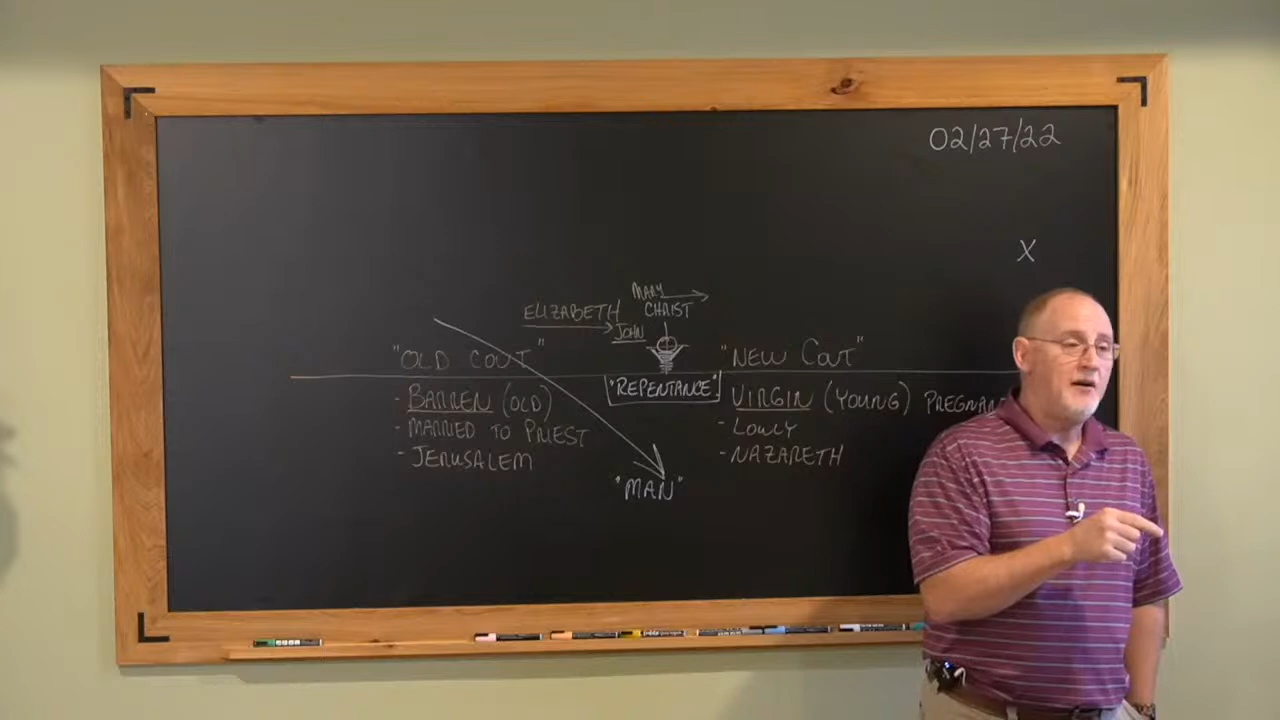 02/27/22
X
MARY
ELIZABETH
CHRIST
JOHN
"OLD COVT"
"NEW COVT"
"REPENTANCE"
- BARREN (OLD)
- MARRIED TO PRIEST
- JERUSALEM
- VIRGIN (YOUNG) PREGNANT
- LOWLY
- NAZARETH
"MAN"